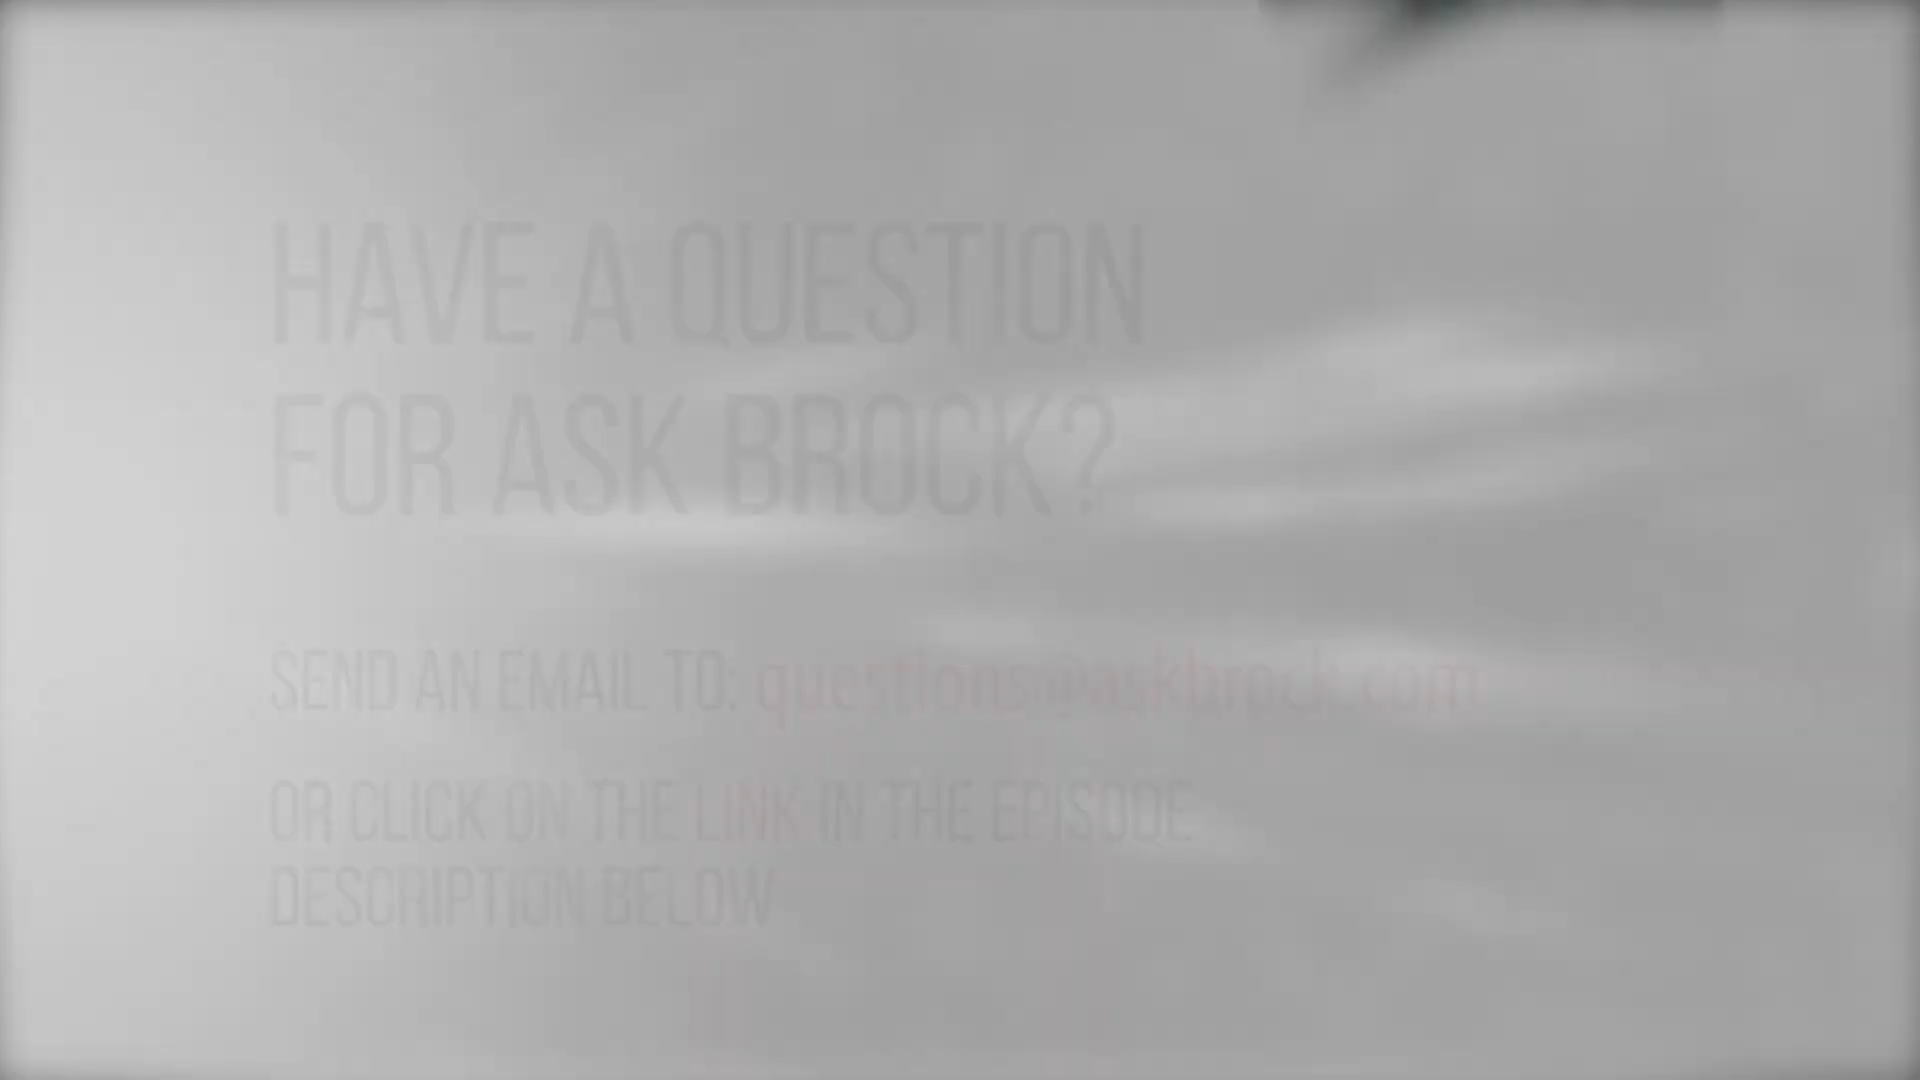 HAVE A QUESTION
FOR ASK BROCK?
SEND AN EMAIL TO: questions@askbrock.com
OR CLICK ON THE LINK IN THE EPISODE
DESCRIPTION BELOW